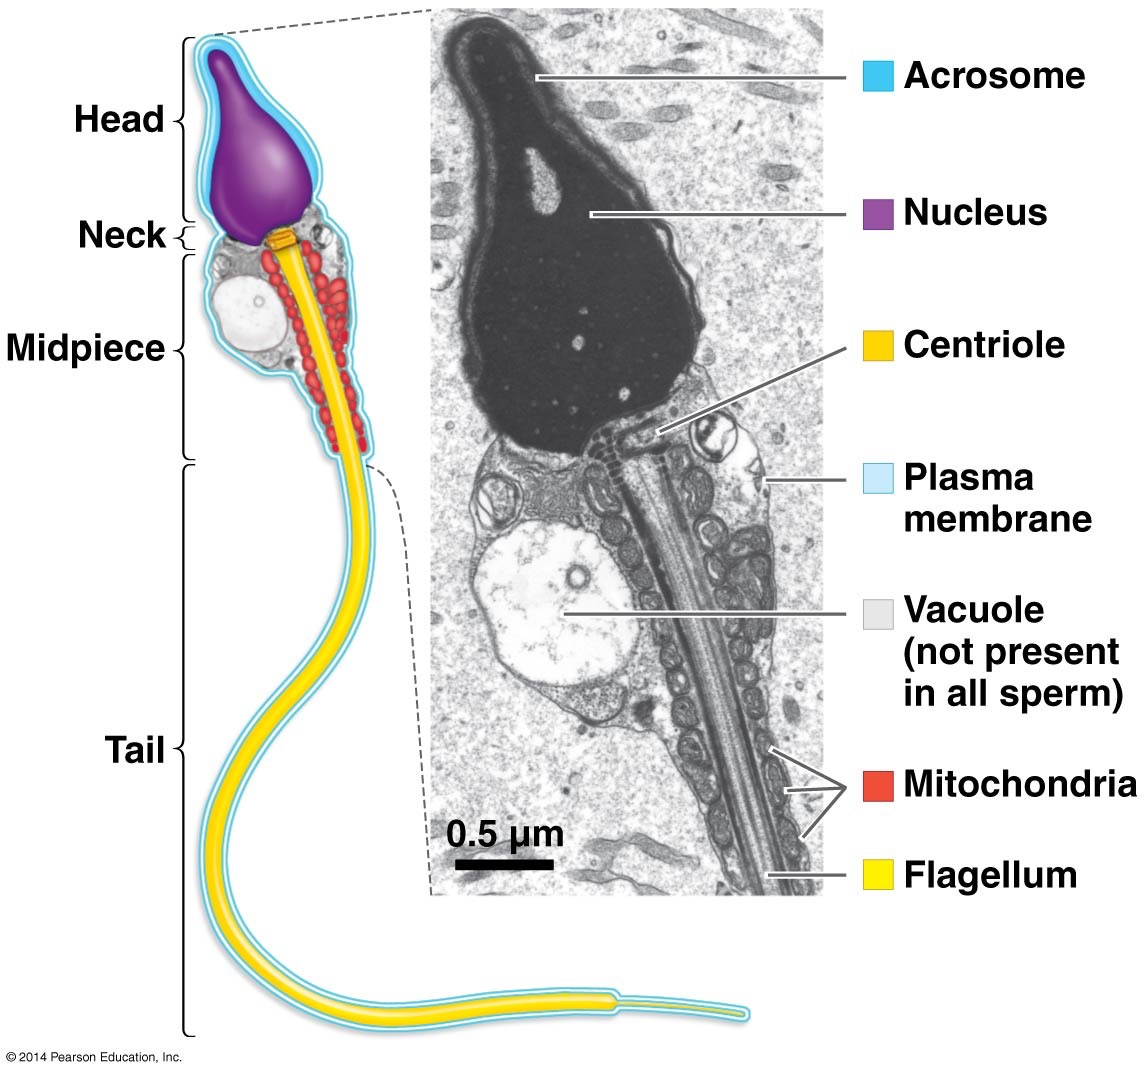 Head
Neck
Midpiece
Tail
0.5 µm
Acrosome
Nucleus
Centriole
Plasma
membrane
Vacuole
(not present
in all sperm)
Mitochondria
Flagellum
© 2014 Pearson Education, Inc.